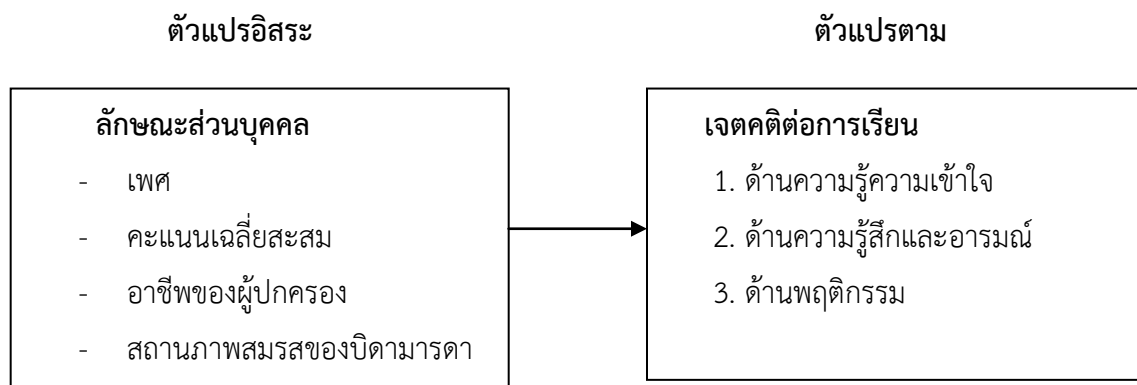 ตัวแปรอิสระ
ตัวแปรตาม
ลักษณะส่วนบุคคล
- เพศ
- คะแนนเฉลี่ยสะสม
- อาชีพของผู้ปกครอง
- สถานภาพสมรสของบิดามารดา
เจตคติต่อการเรียน
1. ด้านความรู้ความเข้าใจ
2. ด้านความรู้สึกและอารมณ์
3. ด้านพฤติกรรม